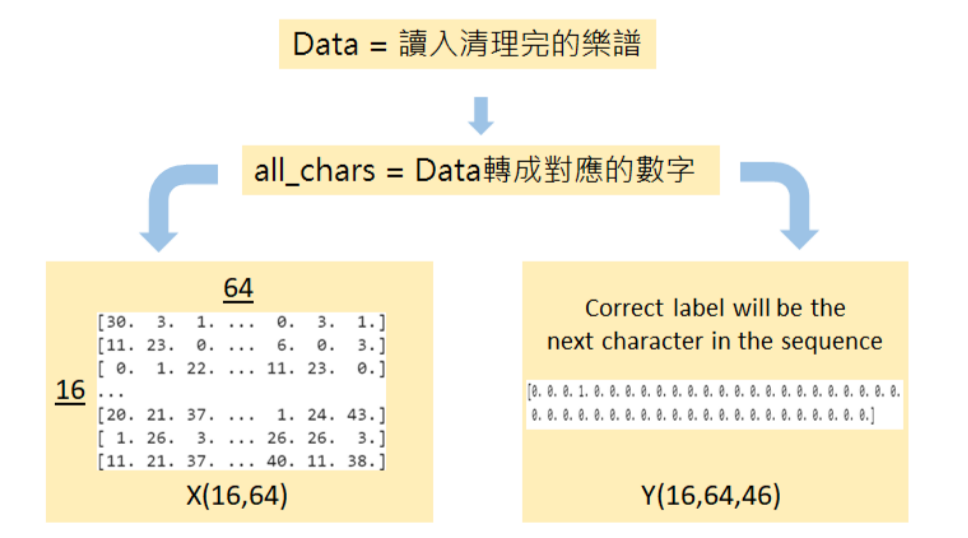 Data = 讀入清理完的樂譜
all_chars = Data轉成對應的數字
64
[30. 3. 1. ... 0. 3. 1.]
[11. 23. 0. ... 6. 0. 3.]
[ 0. 1. 22. ... 11. 23. 0.]
...
16
[20. 21. 37. ... 1. 24. 43.]
[ 1. 26. 3. ... 26. 26. 3.]
[11. 21. 37. ... 40. 11. 38.]
X(16,64)
Correct label will be the
next character in the sequence
[0. 0. 0. 1. 0. 0. 0. 0. 0. 0. 0. 0. 0. 0. 0. 0. 0. 0. 0. 0. 0. 0. 0. 0.
0. 0. 0. 0. 0. 0. 0. 0. 0. 0. 0. 0. 0. 0. 0. 0. 0. 0. 0. 0. 0. 0.]
Y(16,64,46)